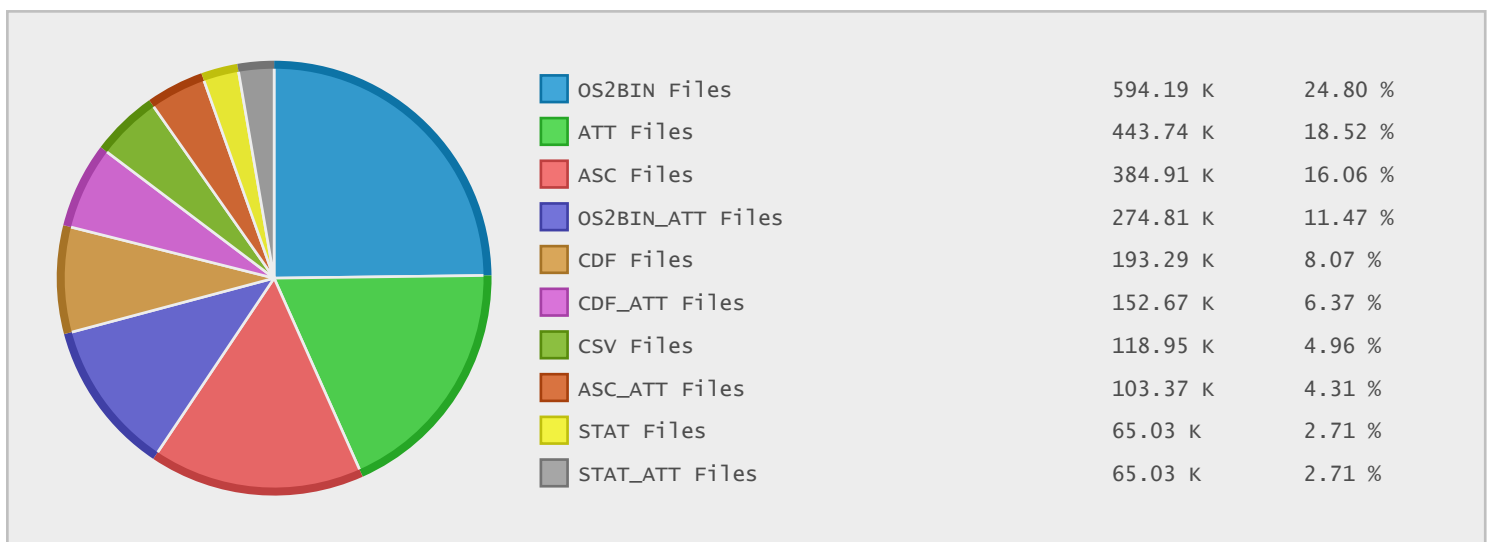 OS2BIN Files 594.19 K 24.80 %
ATT Files 443.74 K 18.52 %
ASC Files 384.91 K 16.06 %
OS2BIN_ATT Files 274.81 K 11.47 %
CDF Files 193.29 K 8.07 %
CDF_ATT Files 152.67 K 6.37 %
CSV Files 118.95 K 4.96 %
ASC_ATT Files 103.37 K 4.31 %
STAT Files 65.03 K 2.71 %
STAT_ATT Files 65.03 K 2.71 %